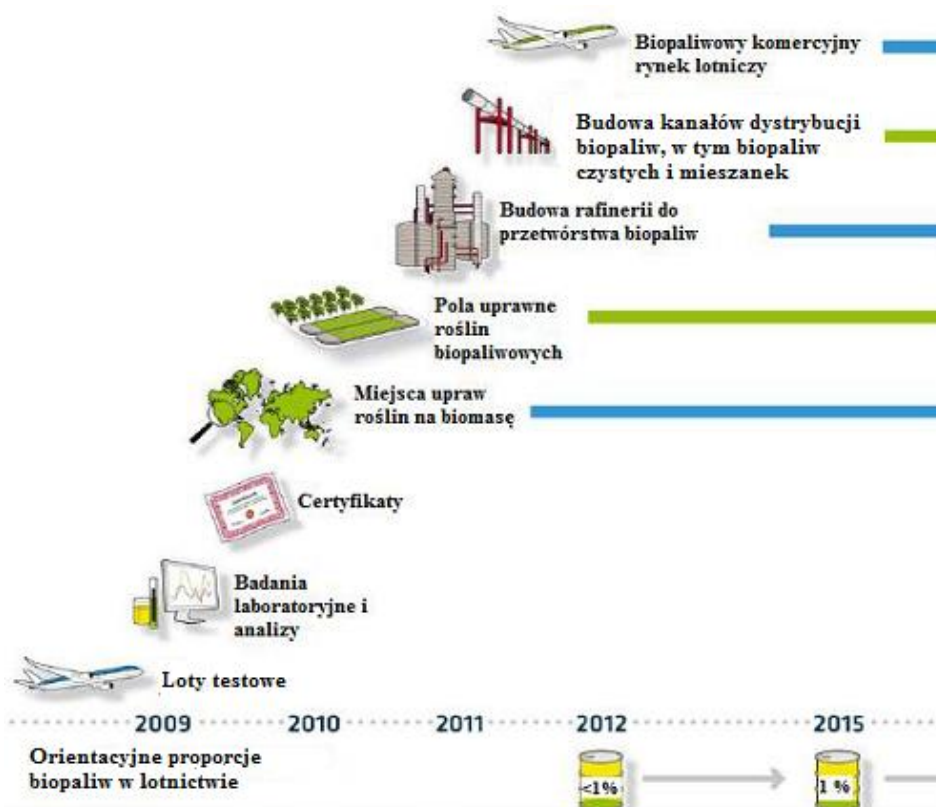 Biopaliwowy komercyjny
rynek lotniczy
Budowa kanałów dystrybucji
biopaliw, w tym biopaliw
czystych i mieszanek
Budowa rafinerii do
przetwórstwa biopaliw
Pola uprawne
roślin
biopaliwowych
Miejsca upraw
roślin na biomasę
Certyfikaty
Badania
laboratoryjne i
analizy
Loty testowe
2009 2010 2011 2012 2015
Orientacyjne proporcje
biopaliw w lotnictwie
<1% 1 %